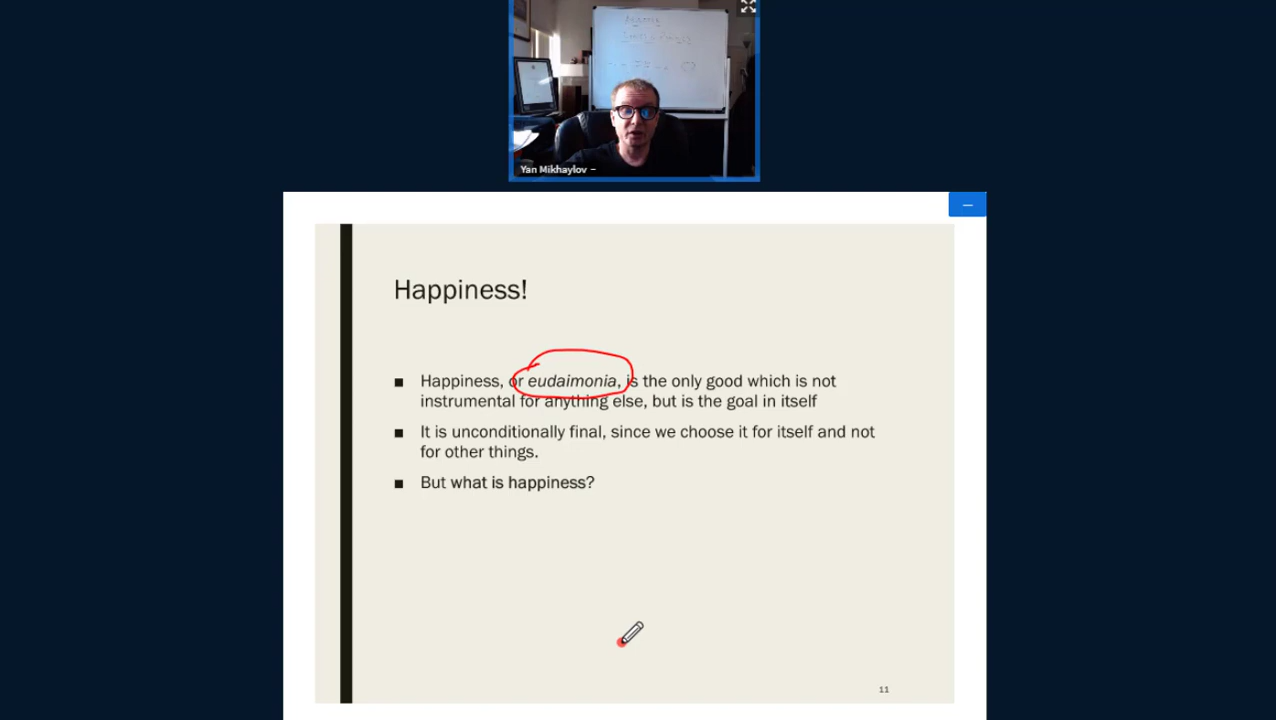 Yan Mikhaylov –
Happiness!
■ Happiness, or eudaimonia, is the only good which is not
instrumental for anything else, but is the goal in itself
■ It is unconditionally final, since we choose it for itself and not
for other things.
■ But what is happiness?
11